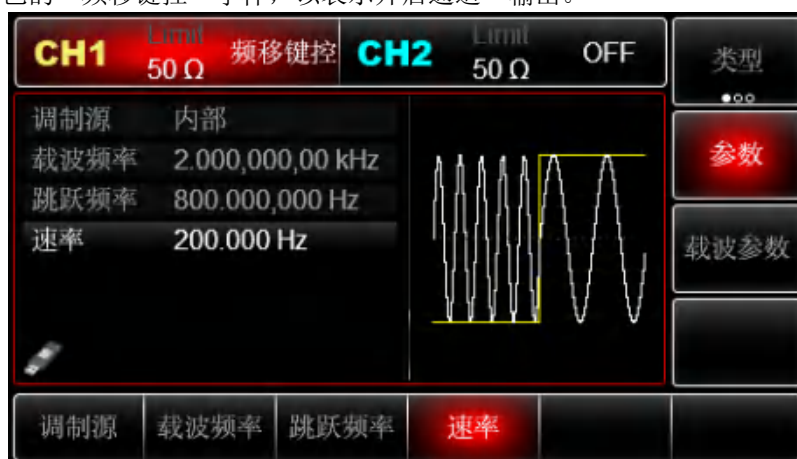 CH1 Limit 50 Ω 频移键控 CH2 Limit 50 Ω OFF
类型
调制源 内部
载波频率 2.000,000,00 kHz
跳跃频率 800.000,000 Hz
速率 200.000 Hz
参数
载波参数
调制源 载波频率 跳跃频率 速率